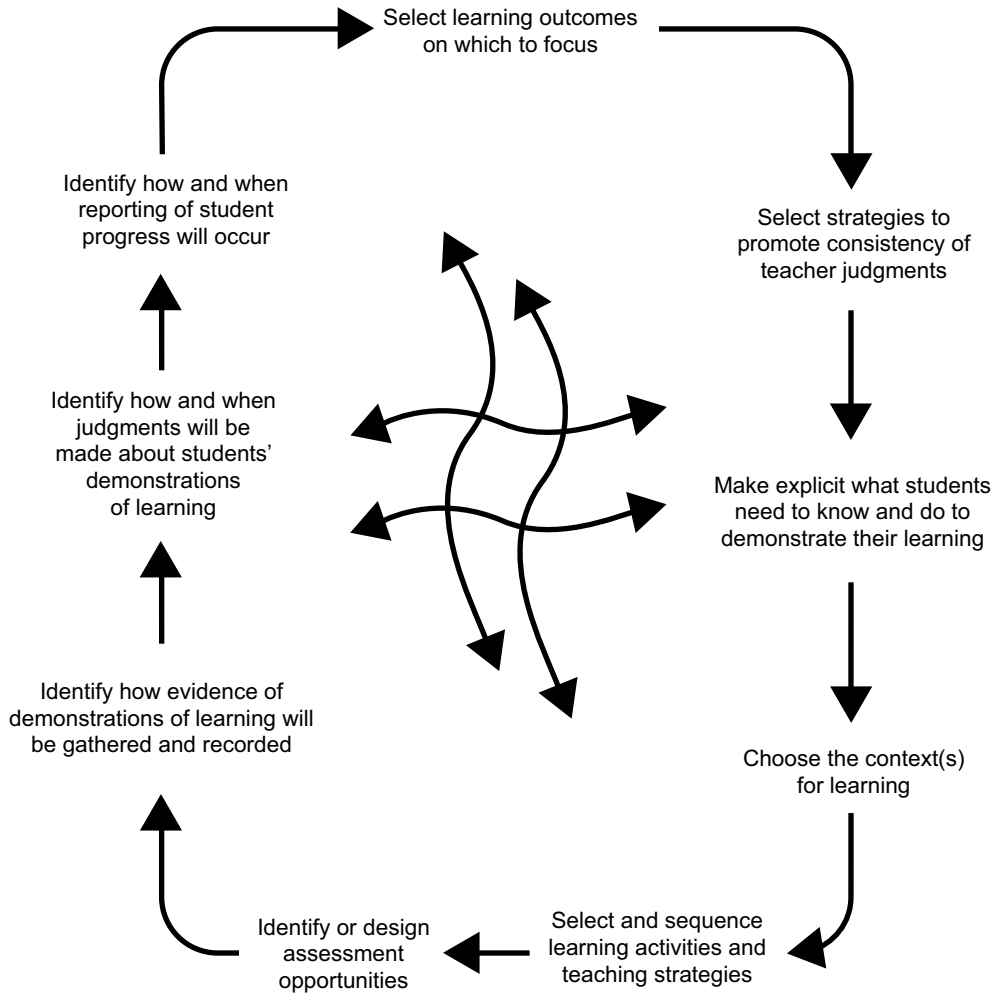 Select learning outcomes
on which to focus
Select strategies to
promote consistency of
teacher judgments
Make explicit what students
need to know and do to
demonstrate their learning
Choose the context(s)
for learning
Select and sequence
learning activities and
teaching strategies
Identify or design
assessment
opportunities
Identify how evidence of
demonstrations of learning will
be gathered and recorded
Identify how and when
judgments will be
made about students’
demonstrations
of learning
Identify how and when
reporting of student
progress will occur